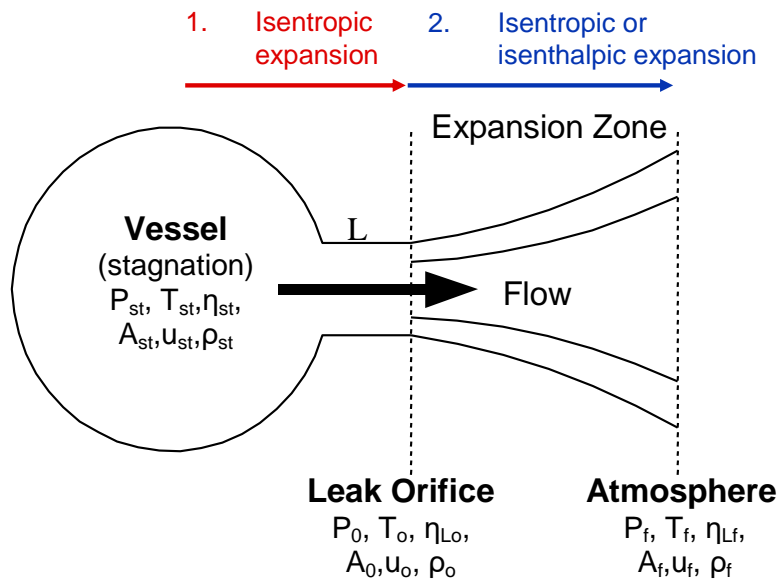 1. Isentropic
expansion
2. Isentropic or
isenthalpic expansion
Expansion Zone
L
Vessel
(stagnation)
Pst, Tst,ηst,
Ast,ust,ρst
Flow
Leak Orifice
P0, To, ηLo,
A0,uo, ρo
Atmosphere
Pf, Tf, ηLf,
Af,uf, ρf